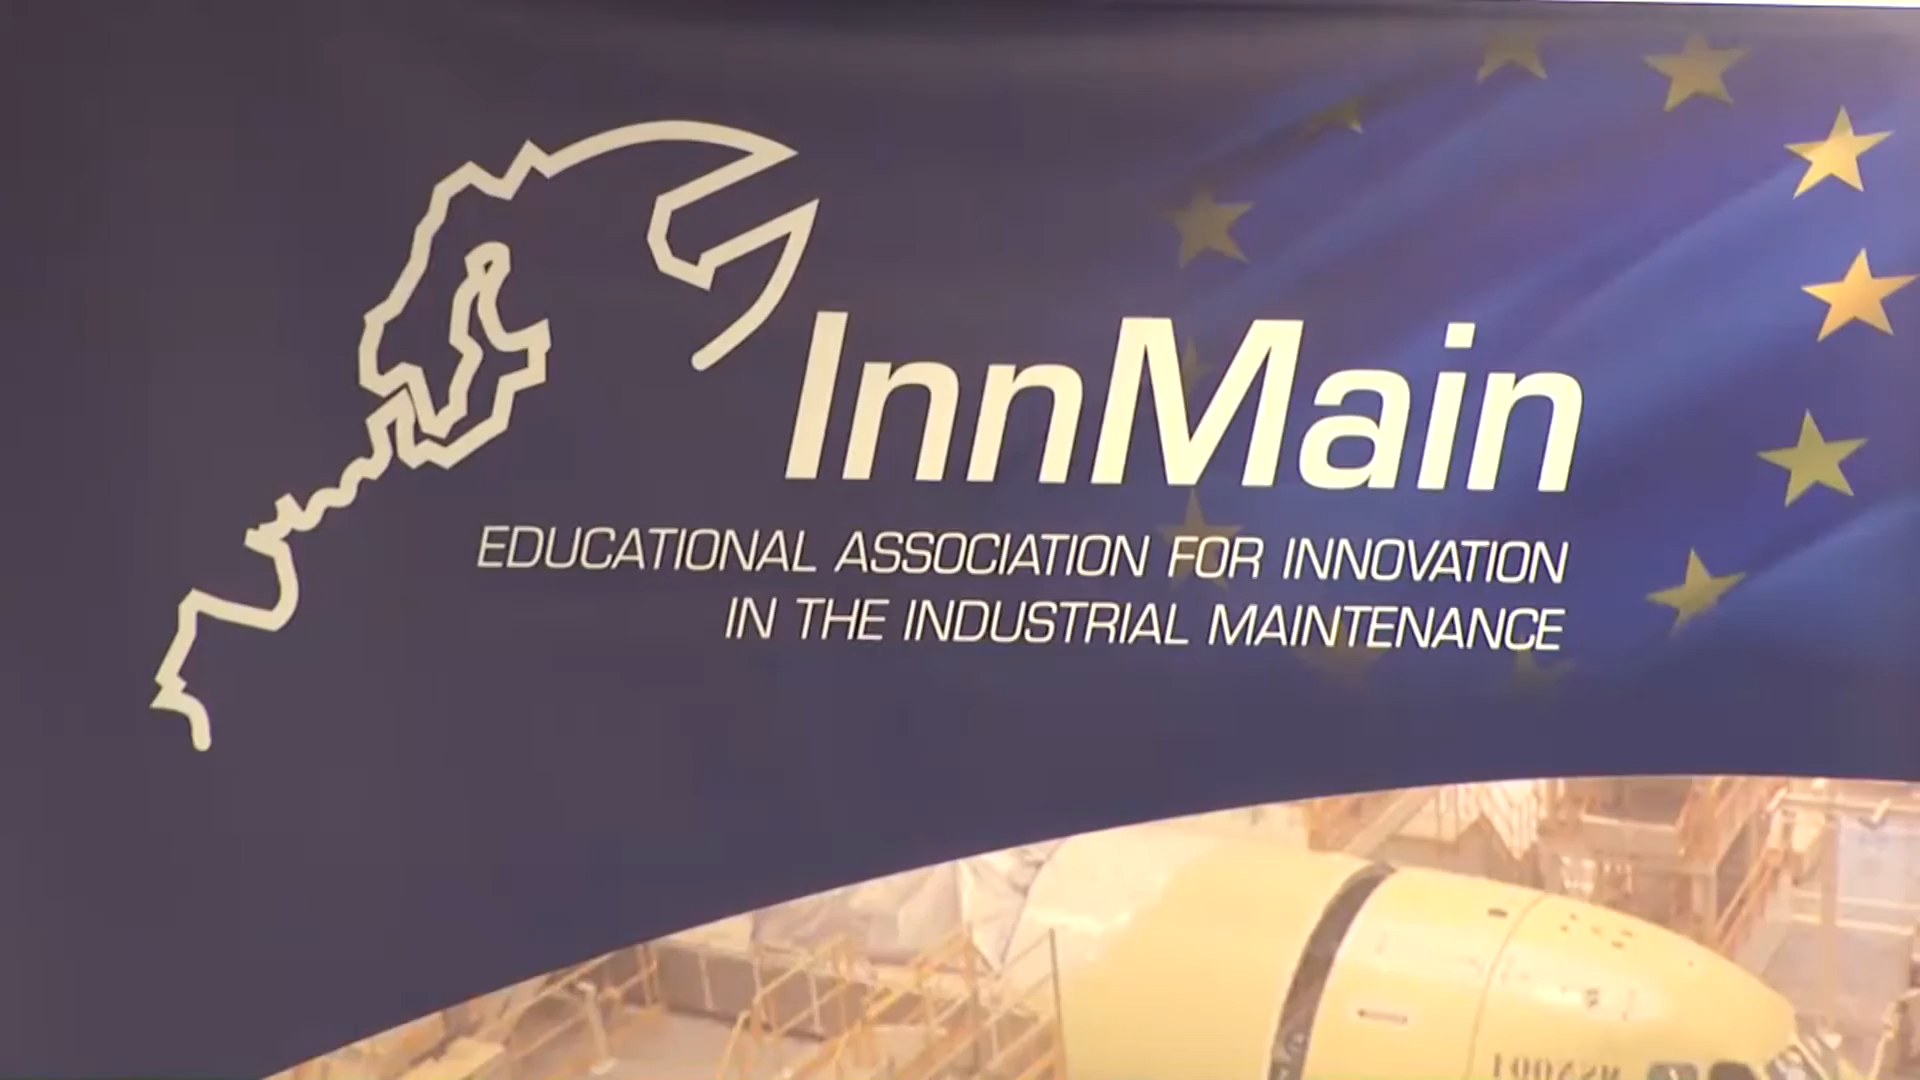 InnMain
EDUCATIONAL ASSOCIATION FOR INNOVATION
IN THE INDUSTRIAL MAINTENANCE